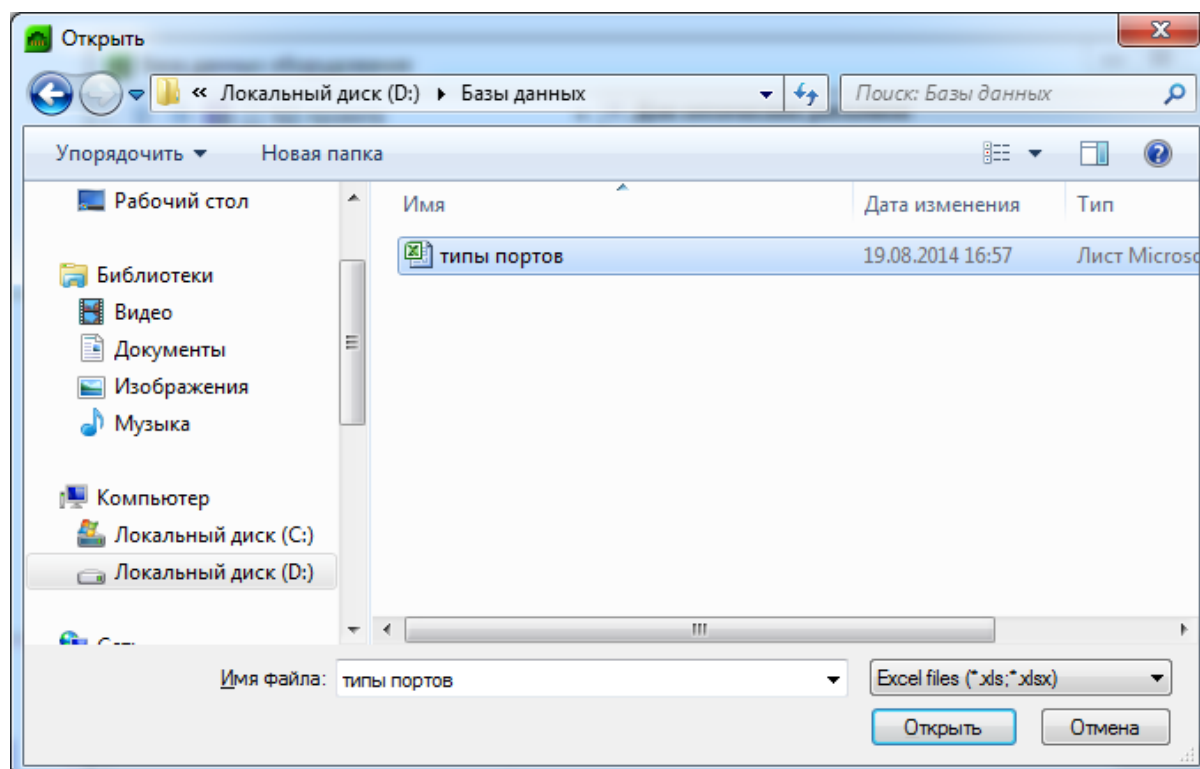 Открыть
« Локальный диск (D:) Базы данных
Поиск: Базы данных
Упорядочить Новая папка
Рабочий стол
Библиотеки
Видео
Документы
Изображения
Музыка
Компьютер
Локальный диск (C:)
Локальный диск (D:)
Имя Дата изменения Тип
типы портов 19.08.2014 16:57 Лист Microso
Имя файла: типы портов Excel files (*.xls;*.xlsx)
Открыть Отмена